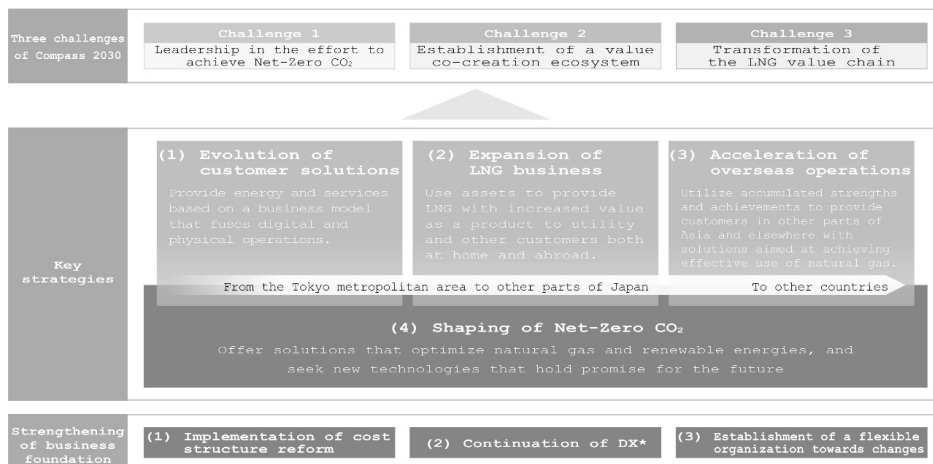 Three challenges
of Compass 2030
Challenge 1
Leadership in the effort to
achieve Net-Zero CO₂
Challenge 2
Establishment of a value
co-creation ecosystem
Challenge 3
Transformation of
the LNG value chain
Key
strategies
(1) Evolution of
customer solutions
Provide energy and services
based on a business model
that fuses digital and
physical operations.
(2) Expansion of
LNG business
Use assets to provide
LNG with increased value
as a product to utility
and other customers both
at home and abroad.
(3) Acceleration of
overseas operations
Utilize accumulated strengths
and achievements to provide
customers in other parts of
Asia and elsewhere with
solutions aimed at achieving
effective use of natural gas.
From the Tokyo metropolitan area to other parts of Japan
To other countries
(4) Shaping of Net-Zero CO₂
Offer solutions that optimize natural gas and renewable energies, and
seek new technologies that hold promise for the future
Strengthening
of business
foundation
(1) Implementation of cost
structure reform
(2) Continuation of DX*
(3) Establishment of a flexible
organization towards changes